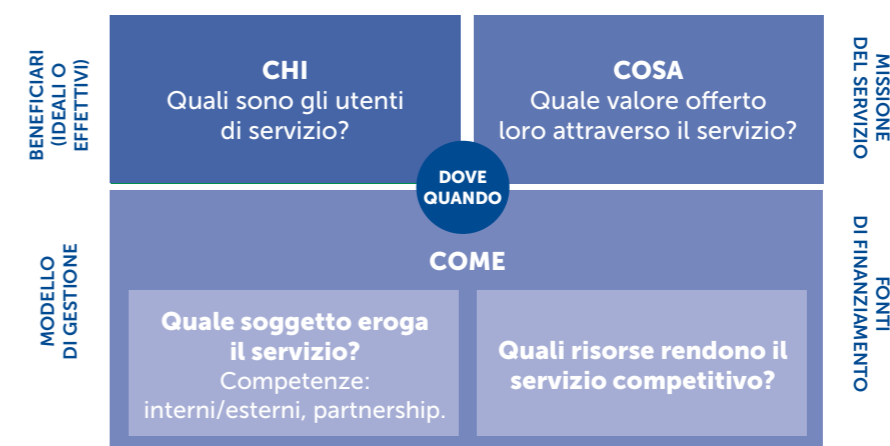 BENEFICIARI
(IDEALI O
EFFETTIVI)
CHI
Quali sono gli utenti
di servizio?
COSA
Quale valore offerto
loro attraverso il servizio?
MISSIONE
DEL SERVIZIO
DOVE
QUANDO
MODELLO
DI GESTIONE
COME
Quale soggetto eroga
il servizio?
Competenze:
interni/esterni, partnership.
Quali risorse rendono il
servizio competitivo?
FONTI
DI FINANZIAMENTO